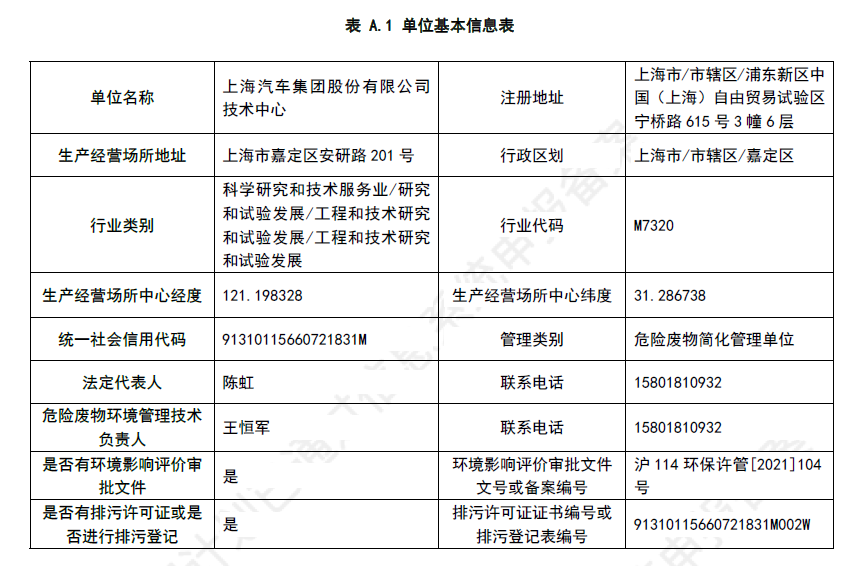 表 A.1 单位基本信息表
单位名称
上海汽车集团股份有限公司
技术中心
注册地址
上海市/市辖区/浦东新区中
国（上海）自由贸易试验区
宁桥路 615 号 3 幢 6 层
生产经营场所地址
上海市嘉定区安研路 201 号
行政区划
上海市/市辖区/嘉定区
行业类别
科学研究和技术服务业/研究
和试验发展/工程和技术研究
和试验发展/工程和技术研究
和试验发展
行业代码
M7320
生产经营场所中心经度
121.198328
生产经营场所中心纬度
31.286738
统一社会信用代码
91310115660721831M
管理类别
危险废物简化管理单位
法定代表人
陈虹
联系电话
15801810932
危险废物环境管理技术
负责人
王恒军
联系电话
15801810932
是否有环境影响评价审
批文件
是
环境影响评价审批文件
文号或备案编号
沪 114 环保许管[2021]104
号
是否有排污许可证或是
否进行排污登记
是
排污许可证证书编号或
排污登记表编号
91310115660721831M002W